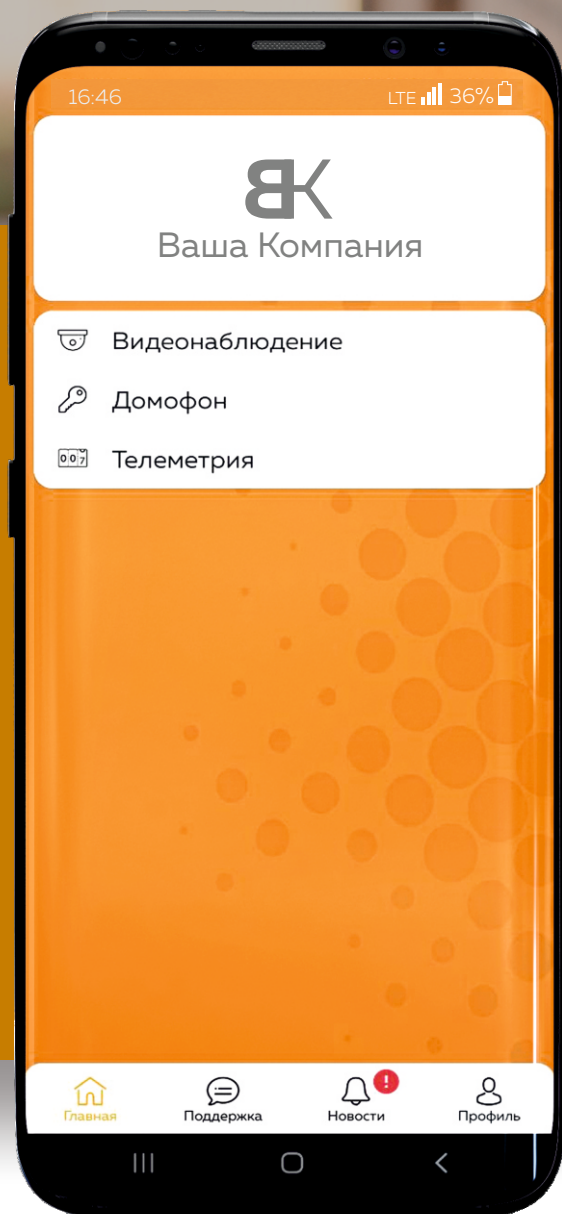 16:46 LTE 36%
ВК
Ваша Компания
Видеонаблюдение
Домофон
007 Телеметрия
!
Главная Поддержка Новости Профиль